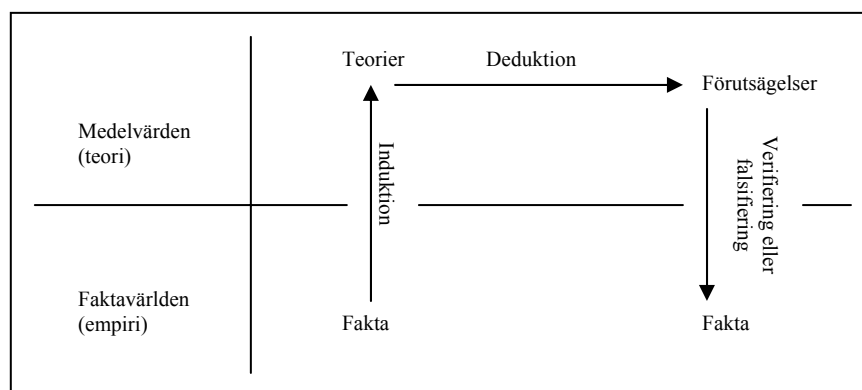 Teorier
Deduktion
Förutsägelser
Medelvärden
(teori)
Induktion
Verifiering eller
falsifiering
Faktavärlden
(empiri)
Fakta
Fakta